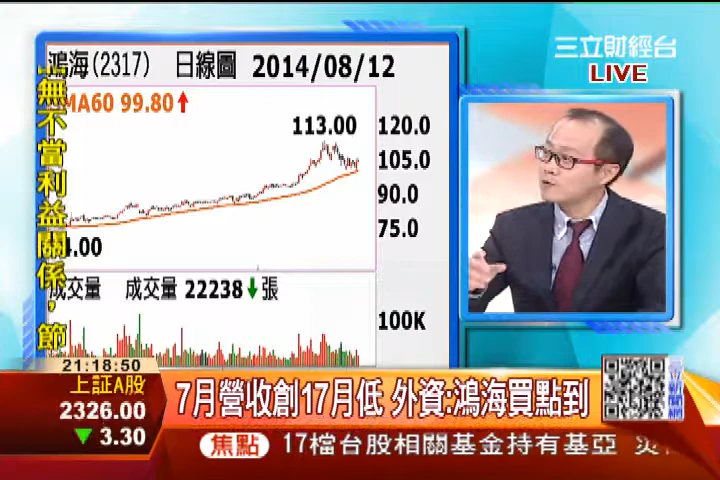 鴻海(2317) 日線圖 2014/08/12
MA60 99.80
113.00
120.0
105.0
90.0
75.0
4.00
成交量 成交量 22238 張
100K
無不當利益關係，節
三立財經台
LIVE
21:18:50
上証A股
2326.00
▼ 3.30
7月營收創17月低 外資:鴻海買點到
焦點 17檔台股相關基金持有基亞